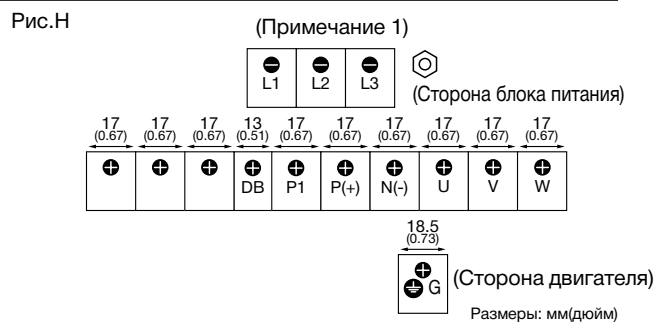 Рис.H
(Примечание 1)
L1 L2 L3
(Сторона блока питания)
17 17 17 13 17 17 17 17 17 17
(0.67) (0.67) (0.67) (0.51) (0.67) (0.67) (0.67) (0.67) (0.67) (0.67)
DB P1 P(+) N(-) U V W
18.5
(0.73)
G (Сторона двигателя)
Размеры: мм(дюйм)